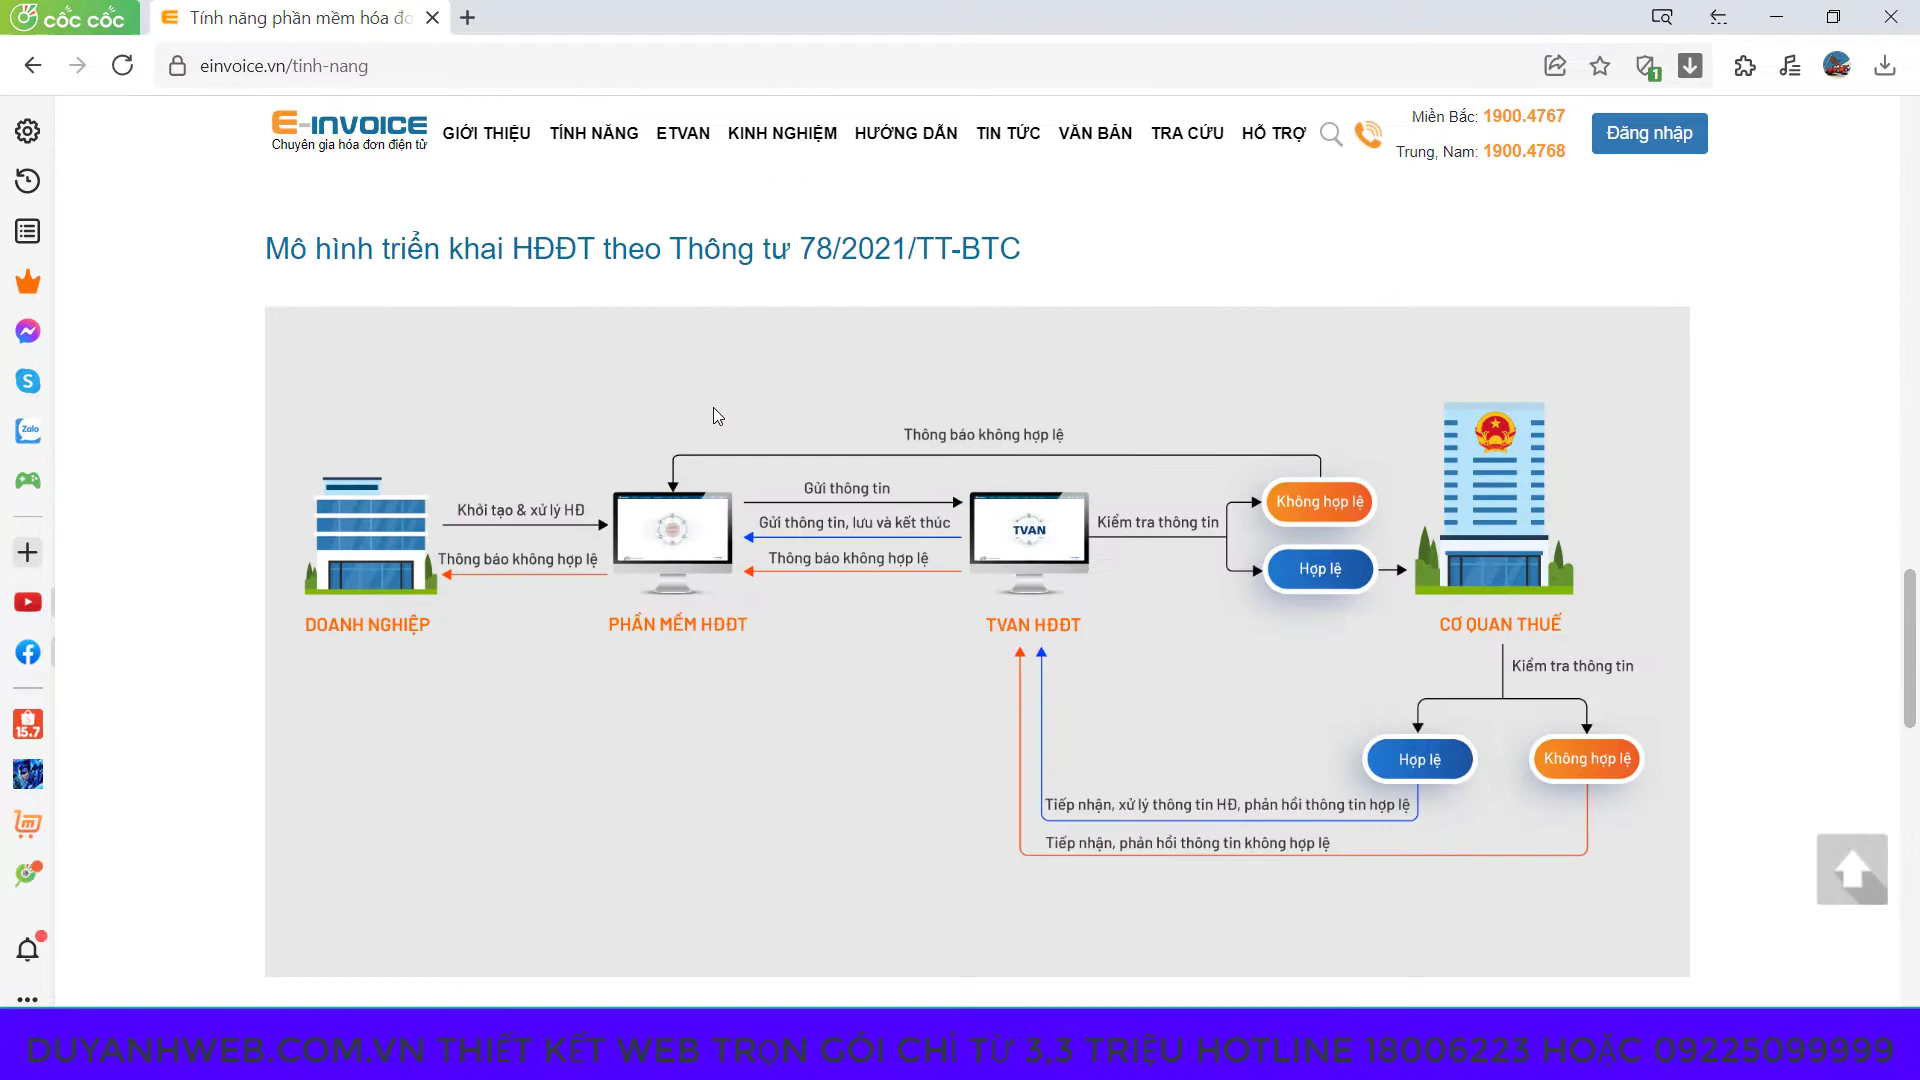 cốc cốc
Tính năng phần mềm hóa đơ
einvoice.vn/tinh-nang
1
E-INVOICE
Chuyên gia hóa đơn điện tử
GIỚI THIỆU TÍNH NĂNG ETVAN KINH NGHIỆM HƯỚNG DẪN TIN TỨC VĂN BẢN TRA CỨU HỖ TRỢ
Miền Bắc: 1900.4767
Trung, Nam: 1900.4768
Đăng nhập
Mô hình triển khai HĐĐT theo Thông tư 78/2021/TT-BTC
Thông báo không hợp lệ
Khởi tạo & xử lý HĐ
Thông báo không hợp lệ
Gửi thông tin
Gửi thông tin, lưu và kết thúc
Thông báo không hợp lệ
TVAN
Kiểm tra thông tin
Không hợp lệ
Hợp lệ
DOANH NGHIỆP
PHẦN MỀM HĐĐT
TVAN HĐĐT
CƠ QUAN THUẾ
Kiểm tra thông tin
Hợp lệ
Không hợp lệ
Tiếp nhận, xử lý thông tin HĐ, phản hồi thông tin hợp lệ
Tiếp nhận, phản hồi thông tin không hợp lệ
Zalo
15.7
DUYANHWEB.COM.VN THIẾT KẾT WEB TRỌN GÓI CHỈ TỪ 3,3 TRIỆU HOTLINE 18006223 HOẶC 09225099999